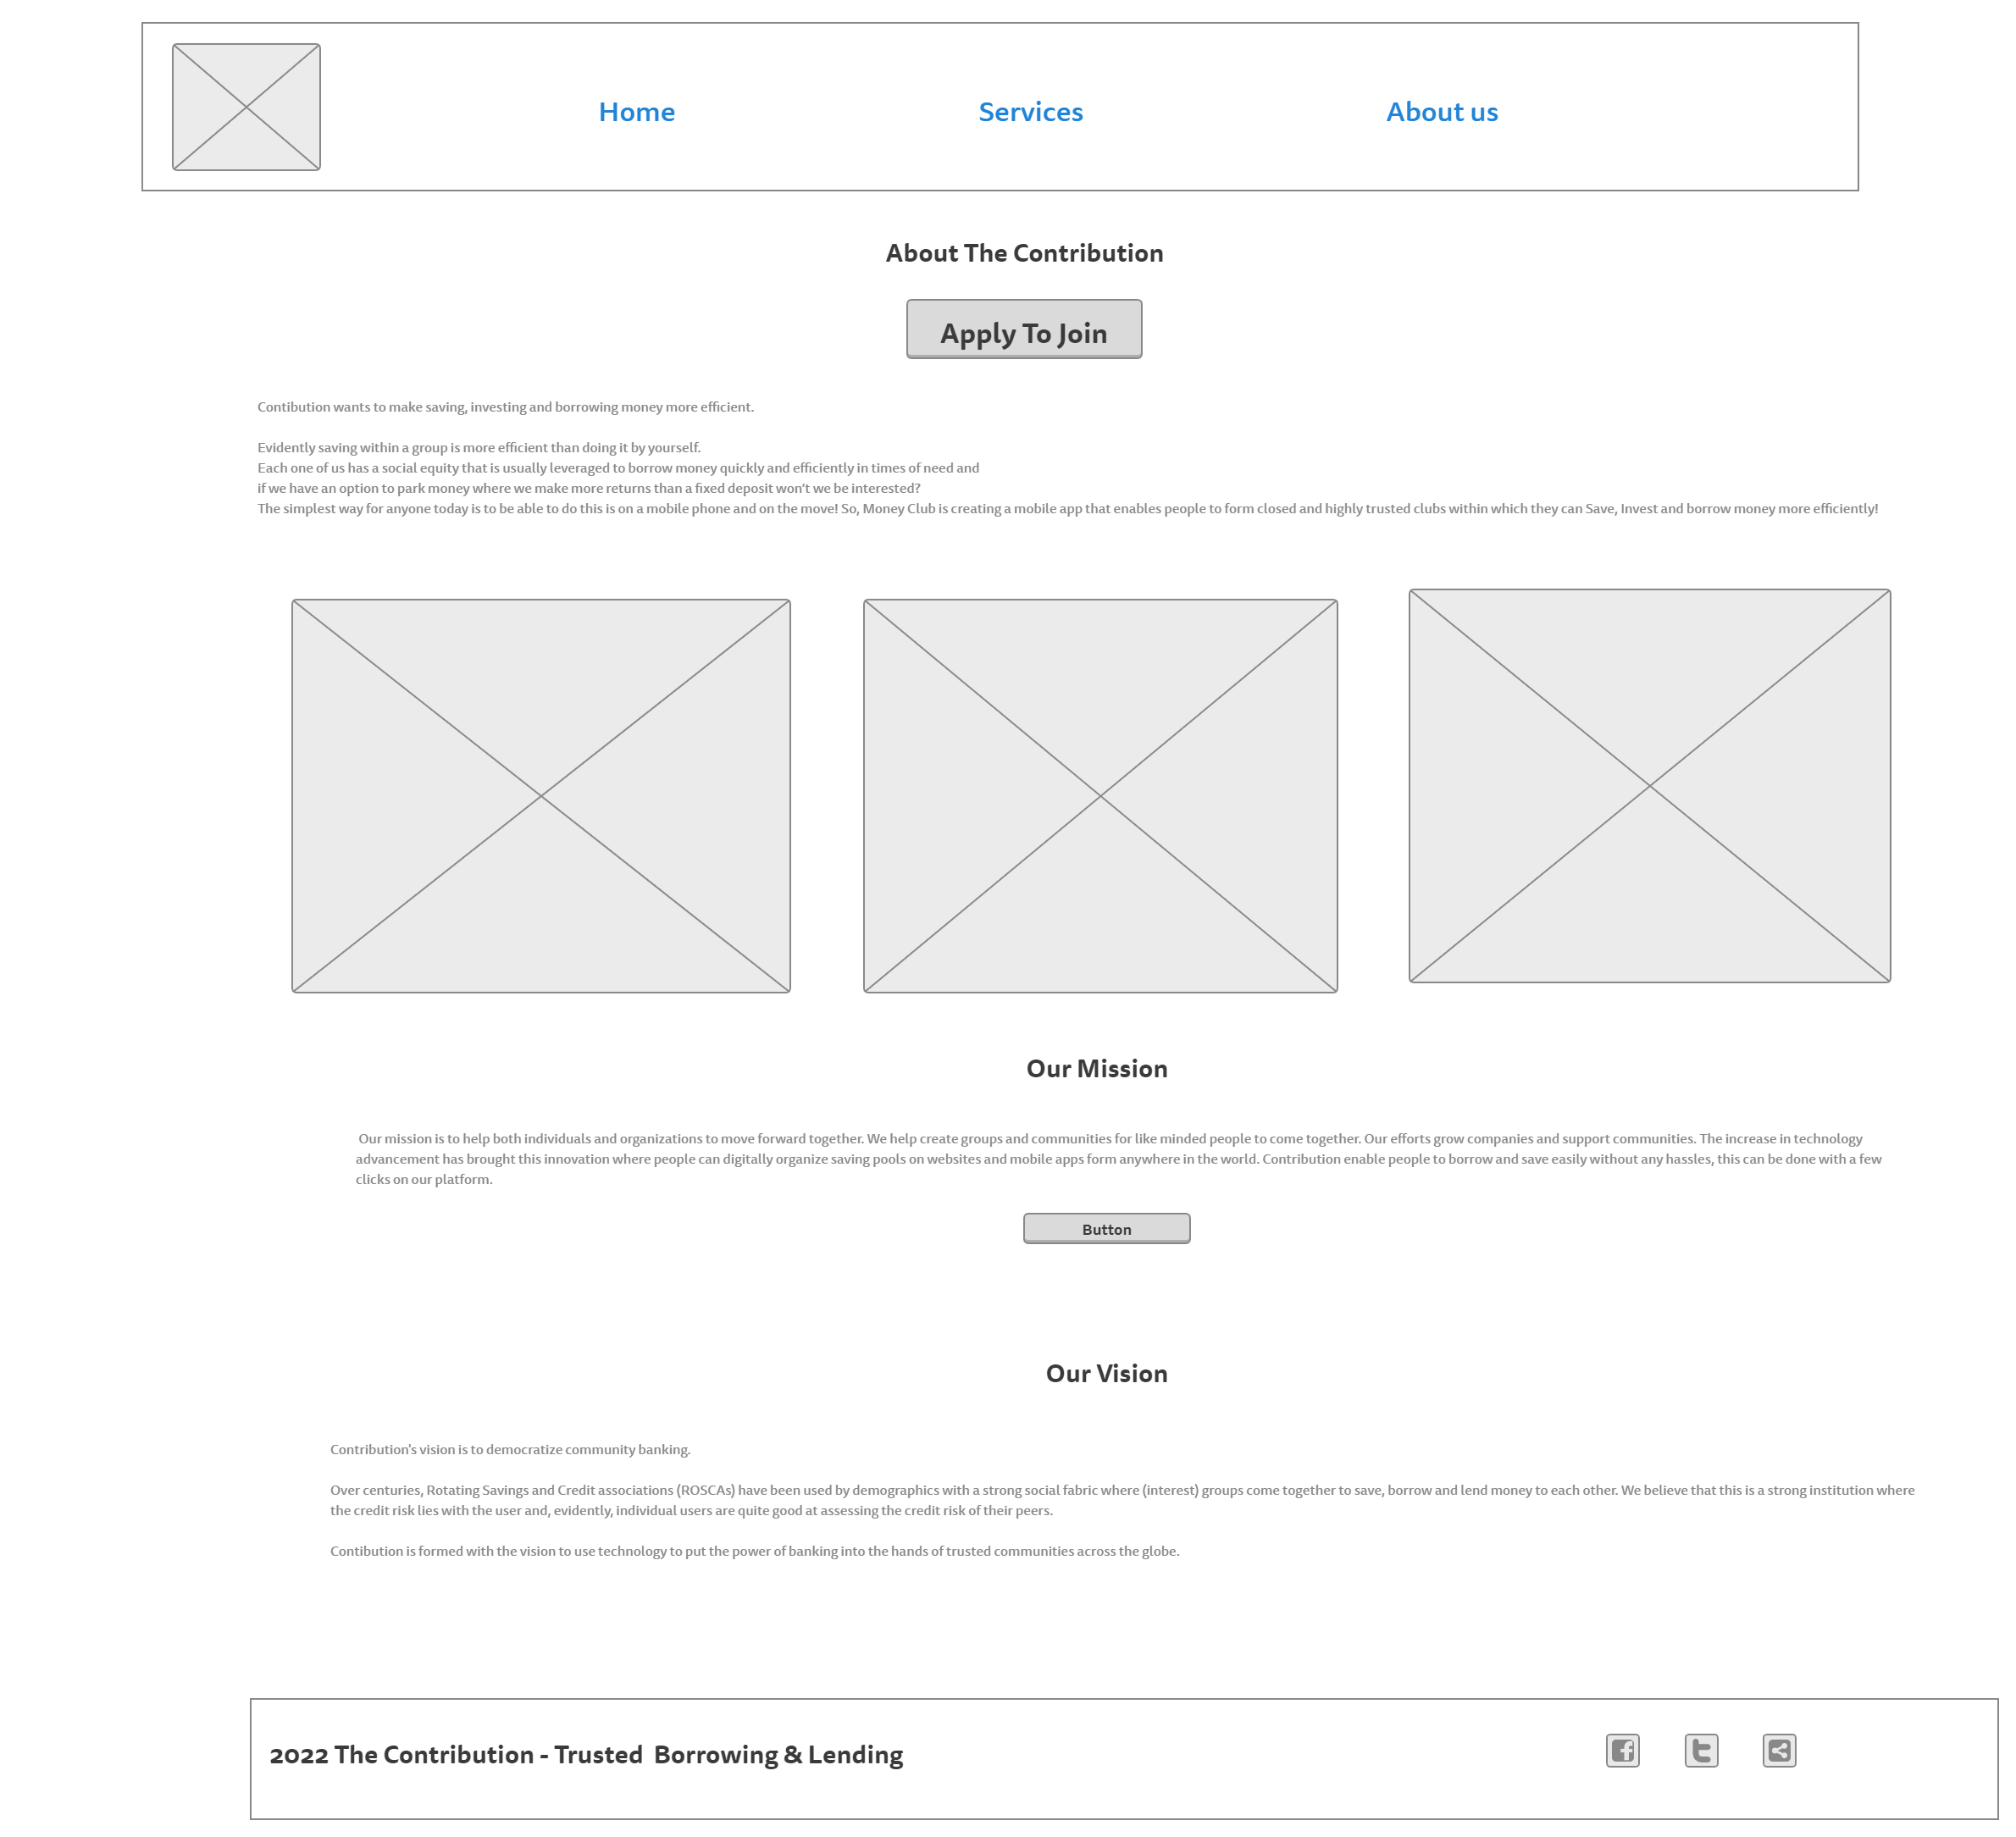 Home Services About us
About The Contribution
Apply To Join
Contibution wants to make saving, investing and borrowing money more efficient.
Evidently saving within a group is more efficient than doing it by yourself.
Each one of us has a social equity that is usually leveraged to borrow money quickly and efficiently in times of need and
if we have an option to park money where we make more returns than a fixed deposit won't we be interested?
The simplest way for anyone today is to be able to do this is on a mobile phone and on the move! So, Money Club is creating a mobile app that enables people to form closed and highly trusted clubs within which they can Save, Invest and borrow money more efficiently!
Our Mission
Our mission is to help both individuals and organizations to move forward together. We help create groups and communities for like minded people to come together. Our efforts grow companies and support communities. The increase in technology
advancement has brought this innovation where people can digitally organize saving pools on websites and mobile apps form anywhere in the world. Contribution enable people to borrow and save easily without any hassles, this can be done with a few
clicks on our platform.
Button
Our Vision
Contribution's vision is to democratize community banking.
Over centuries, Rotating Savings and Credit associations (ROSCAs) have been used by demographics with a strong social fabric where (interest) groups come together to save, borrow and lend money to each other. We believe that this is a strong institution where
the credit risk lies with the user and, evidently, individual users are quite good at assessing the credit risk of their peers.
Contibution is formed with the vision to use technology to put the power of banking into the hands of trusted communities across the globe.
2022 The Contribution - Trusted  Borrowing & Lending